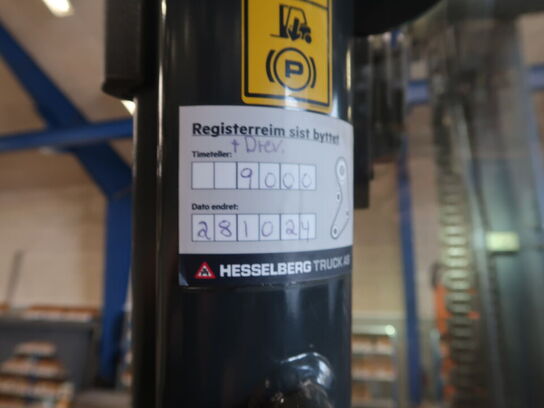 P
Registerreim sist byttet
+ Drev.
Timeteller:
9000
Dato endret:
281024
HESSELBERG TRUCK AS